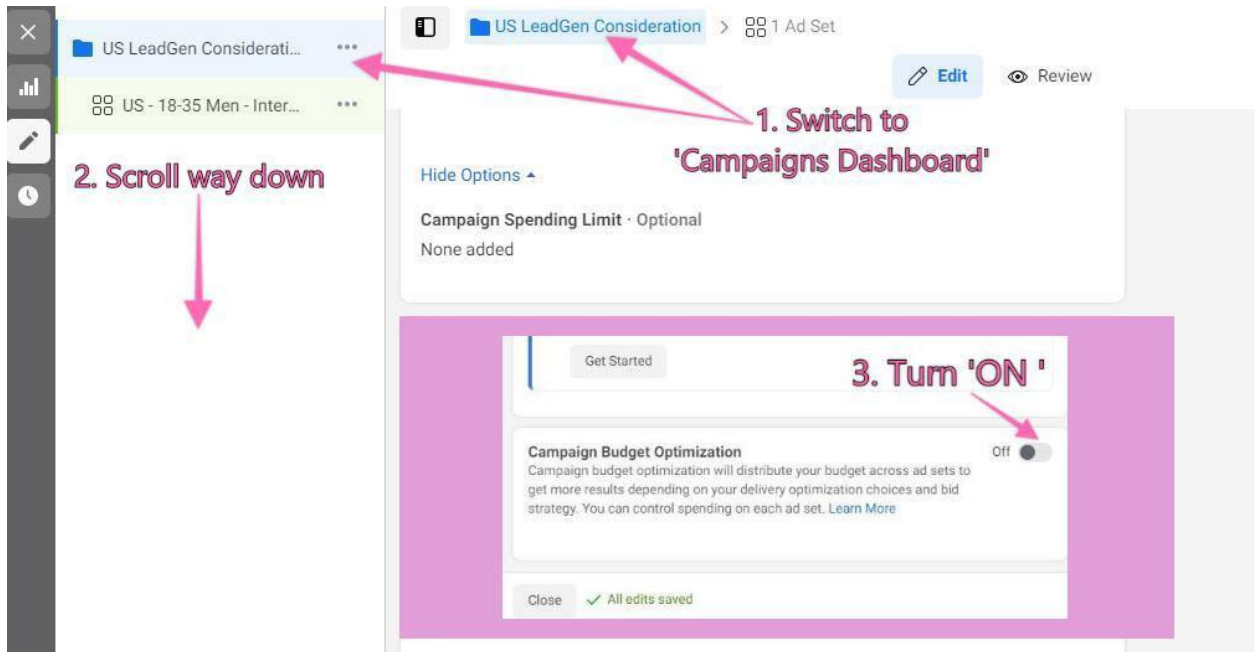 US LeadGen Considerati...
US - 18-35 Men - Inter...
2. Scroll way down
US LeadGen Consideration > 1 Ad Set
Edit Review
1. Switch to
'Campaigns Dashboard'
Hide Options
Campaign Spending Limit · Optional
None added
Get Started
3. Turn 'ON '
Campaign Budget Optimization
Off
Campaign budget optimization will distribute your budget across ad sets to
get more results depending on your delivery optimization choices and bid
strategy. You can control spending on each ad set. Learn More
Close All edits saved